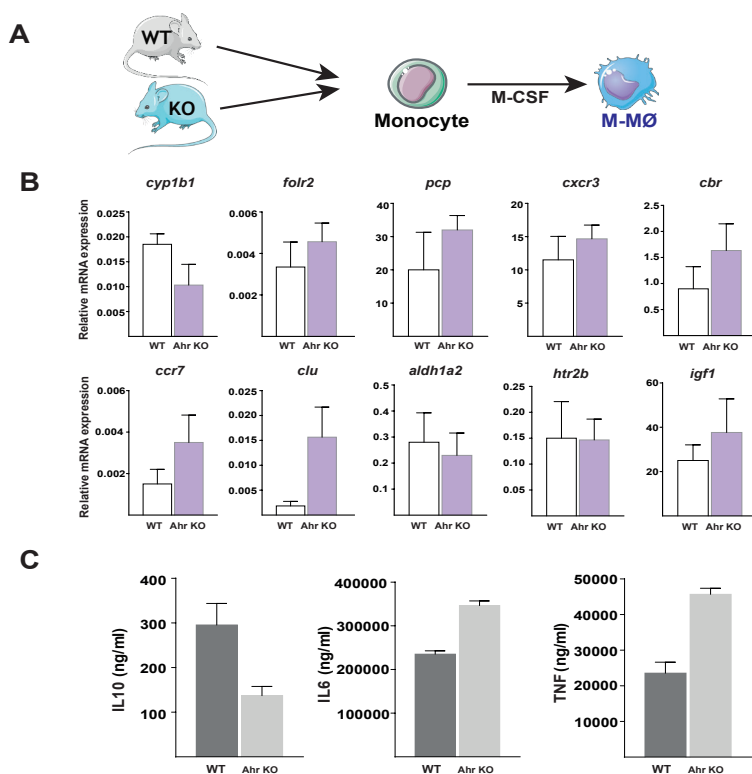 A
WT
KO
Monocyte
M-CSF
M-MØ
B
cyp1b1
Relative mRNA expression
0.025
0.020
0.015
0.010
0.005
WT Ahr KO
folr2
0.006
0.004
0.002
WT Ahr KO
pcp
40
30
20
10
WT Ahr KO
cxcr3
20
15
10
5
WT Ahr KO
cbr
2.5
2.0
1.5
1.0
0.5
WT Ahr KO
ccr7
Relative mRNA expression
0.006
0.004
0.002
WT Ahr KO
clu
0.025
0.020
0.015
0.010
0.005
WT Ahr KO
aldh1a2
0.5
0.4
0.3
0.2
0.1
WT Ahr KO
htr2b
0.25
0.20
0.15
0.10
0.05
WT Ahr KO
igf1
60
40
20
WT Ahr KO
C
IL10 (ng/ml)
400
300
200
100
WT Ahr KO
IL6 (ng/ml)
400000
300000
200000
100000
WT Ahr KO
TNF (ng/ml)
50000
40000
30000
20000
10000
WT Ahr KO